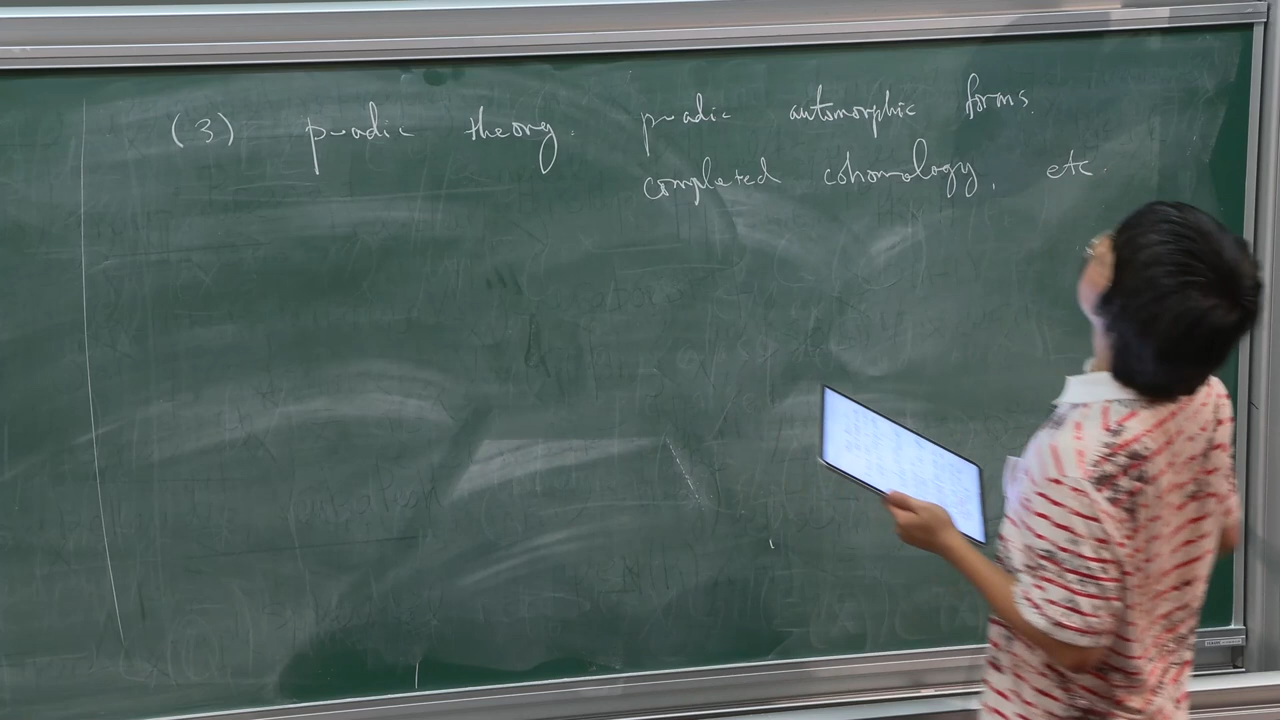 (3) p-adic theory. p-adic automorphic forms.
completed cohomology, etc.